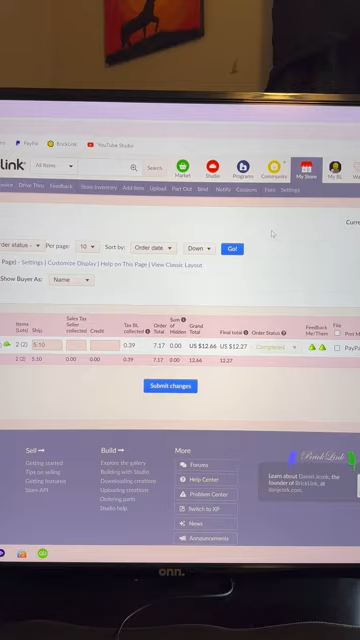 PayPal BrickLink YouTube Studio
link All Items Search Market Studio Programs Community My Store My BL
Drive Thru Feedback Store Inventory Add Item Upload Part Out Bind Notify Coupons Fees Settings
Per page: 10 Sort by: Order date Down Go!
Page) - Settings | Customize Display | Help on This Page | View Classic Layout
Show Buyer As: Name
Items (Lots) Ship. Sales Tax Seller collected Credit Tax BL collected Order Total Sum of Hidden Grand Total Final total Order Status Feedback Me/Them File
2 (2) 5.10 0.39 7.17 0.00 US $12.66 US $12.27 Completed
2 (2) 5.10 0.00 0.00 0.39 7.17 0.00 12.66 12.27
Submit changes
Sell Build More
Getting started
Tips on selling
Getting featured
Store API
Explore the gallery
Building with Studio
Downloading creations
Uploading creations
Ordering parts
Studio help
Forums
Help Center
Problem Center
Switch to XP
News
Announcements
BrickLink
Learn about Daniel Jezek, the
founder of BrickLink, at
onn.